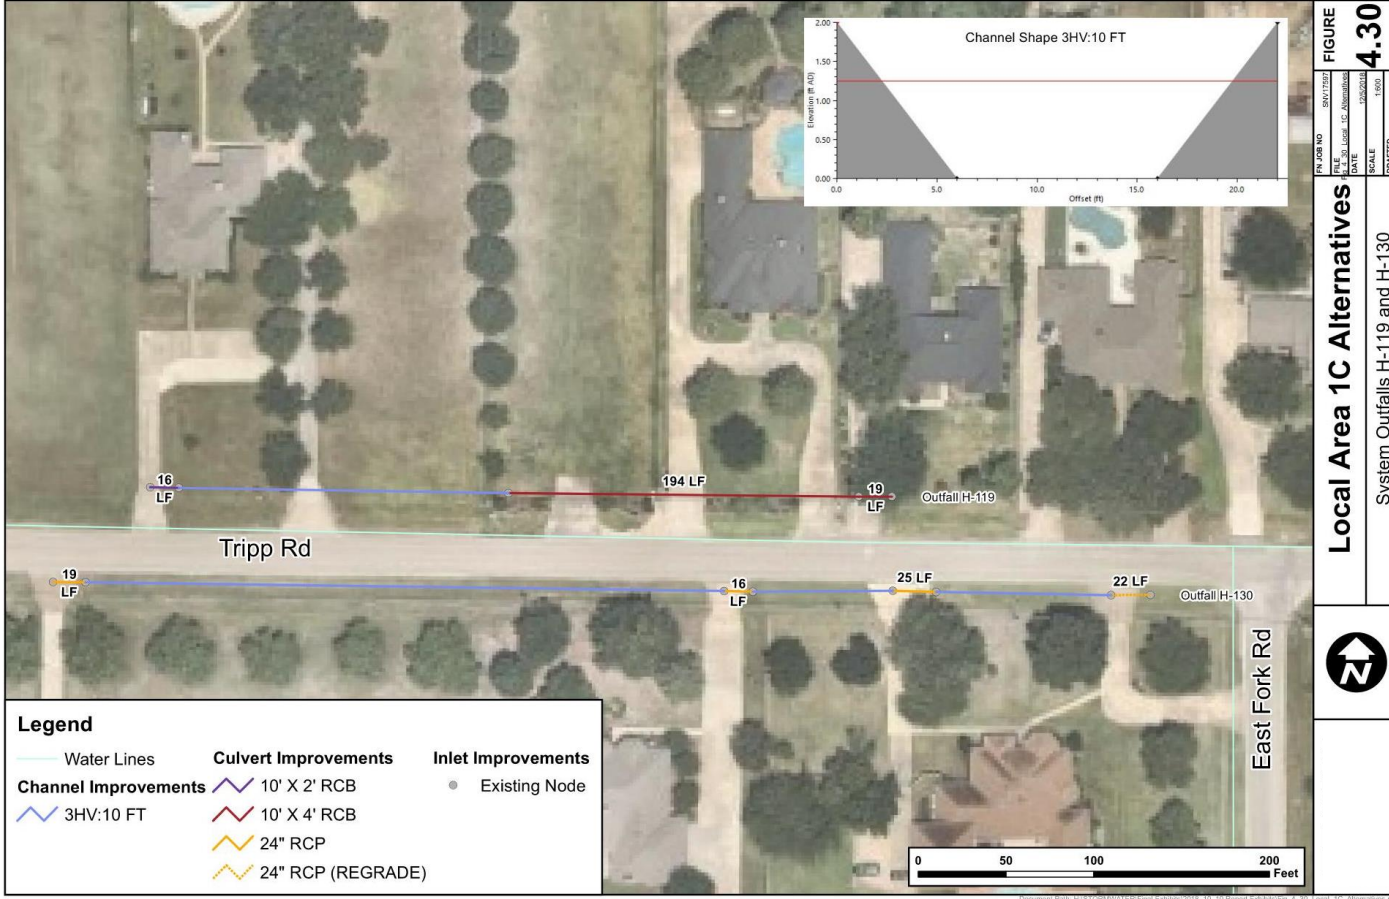 Channel Shape 3HV:10 FT
Elevation (ft AD)
2.00
1.50
1.00
0.50
0.00
0.0
5.0
10.0
15.0
20.0
Offset (ft)
16
LF
194 LF
19
LF
Outfall H-119
Tripp Rd
19
LF
16
LF
25 LF
22 LF
Outfall H-130
East Fork Rd
Legend
Water Lines
Channel Improvements
3HV:10 FT
Culvert Improvements
10' X 2' RCB
10' X 4' RCB
24" RCP
24" RCP (REGRADE)
Inlet Improvements
Existing Node
0
50
100
200
Feet
FIGURE
4.30
FN JOB NO
SNV17597
FILE
DATE
12/5/2018
SCALE
1:600
Local Area 1C Alternatives
System Outfalls H-119 and H-130
N